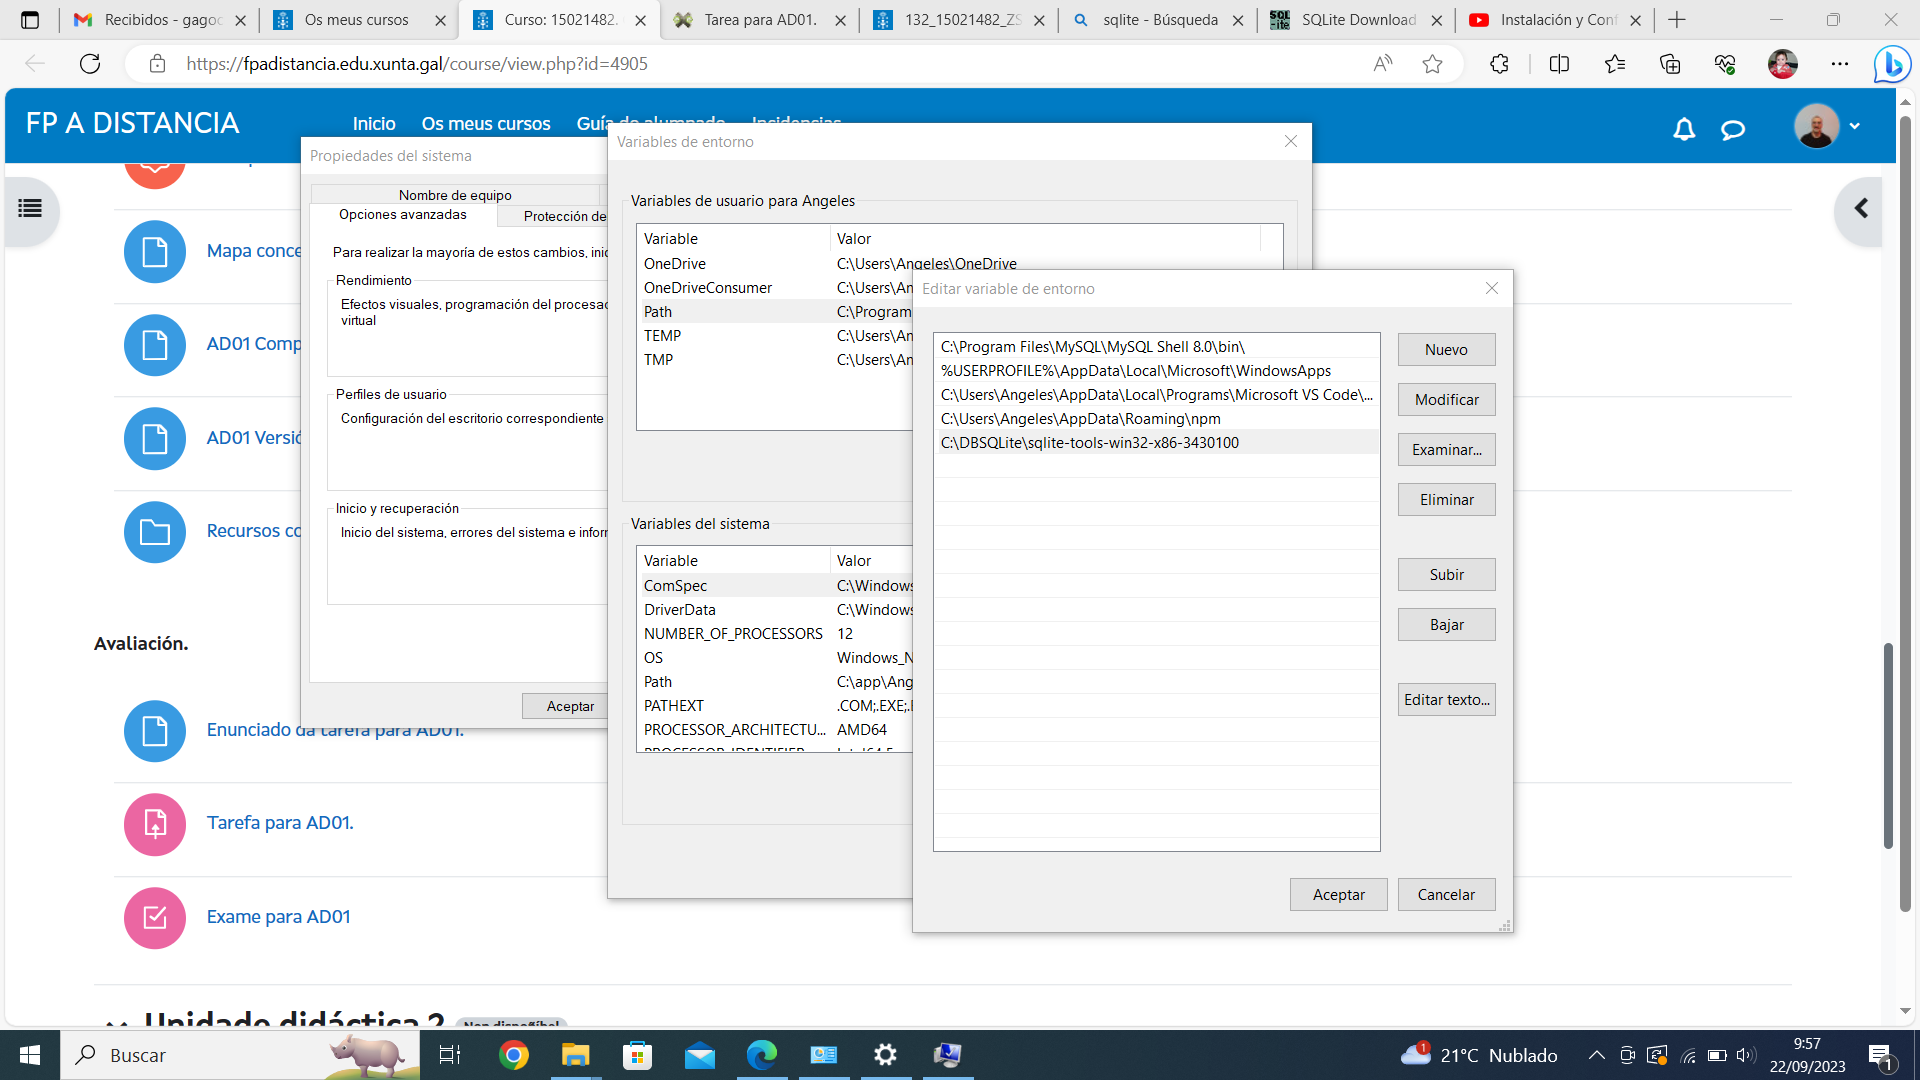 Recibidos - gagoc
Os meus cursos
Curso: 15021482.
Tarea para AD01.
132_15021482_ZS
sqlite - Búsqueda
SQLite Download
Instalación y Conf
https://fpadistancia.edu.xunta.gal/course/view.php?id=4905
FP A DISTANCIA
Inicio
Os meus cursos
Guía do alumnado
Incidencias
Mapa conce
AD01 Comp
AD01 Versió
Recursos co
Avaliación.
Enunciado da tarefa para AD01.
Tarefa para AD01.
Exame para AD01
Unidade didáctica 2
Non dispoñíbel
Propiedades del sistema
Nombre de equipo
Opciones avanzadas
Protección de
Para realizar la mayoría de estos cambios, inic
Rendimiento
Efectos visuales, programación del procesac
virtual
Perfiles de usuario
Configuración del escritorio correspondiente
Inicio y recuperación
Inicio del sistema, errores del sistema e infor
Aceptar
Variables de entorno
Variables de usuario para Angeles
Variable Valor
OneDrive C:\Users\Angeles\OneDrive
OneDriveConsumer C:\Users\An
Path C:\Program
TEMP C:\Users\An
TMP C:\Users\An
Variables del sistema
Variable Valor
ComSpec C:\Windows
DriverData C:\Windows
NUMBER_OF_PROCESSORS 12
OS Windows_N
Path C:\app\Ang
PATHEXT .COM;.EXE;.
PROCESSOR_ARCHITECTU... AMD64
PROCESSOR_IDENTIFIER Intel64 F
Editar variable de entorno
C:\Program Files\MySQL\MySQL Shell 8.0\bin\
%USERPROFILE%\AppData\Local\Microsoft\WindowsApps
C:\Users\Angeles\AppData\Local\Programs\Microsoft VS Code\...
C:\Users\Angeles\AppData\Roaming\npm
C:\DBSQLite\sqlite-tools-win32-x86-3430100
Nuevo
Modificar
Examinar...
Eliminar
Subir
Bajar
Editar texto...
Aceptar
Cancelar
Buscar
1
21°C Nublado
9:57
22/09/2023
1